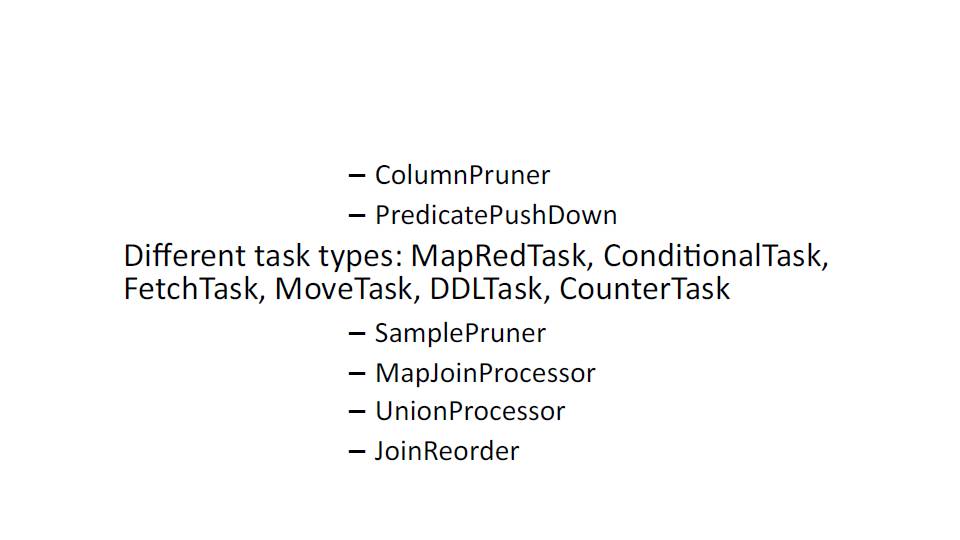 – ColumnPruner
– PredicatePushDown
Different task types: MapRedTask, ConditionalTask,
FetchTask, MoveTask, DDLTask, CounterTask
– SamplePruner
– MapJoinProcessor
– UnionProcessor
– JoinReorder